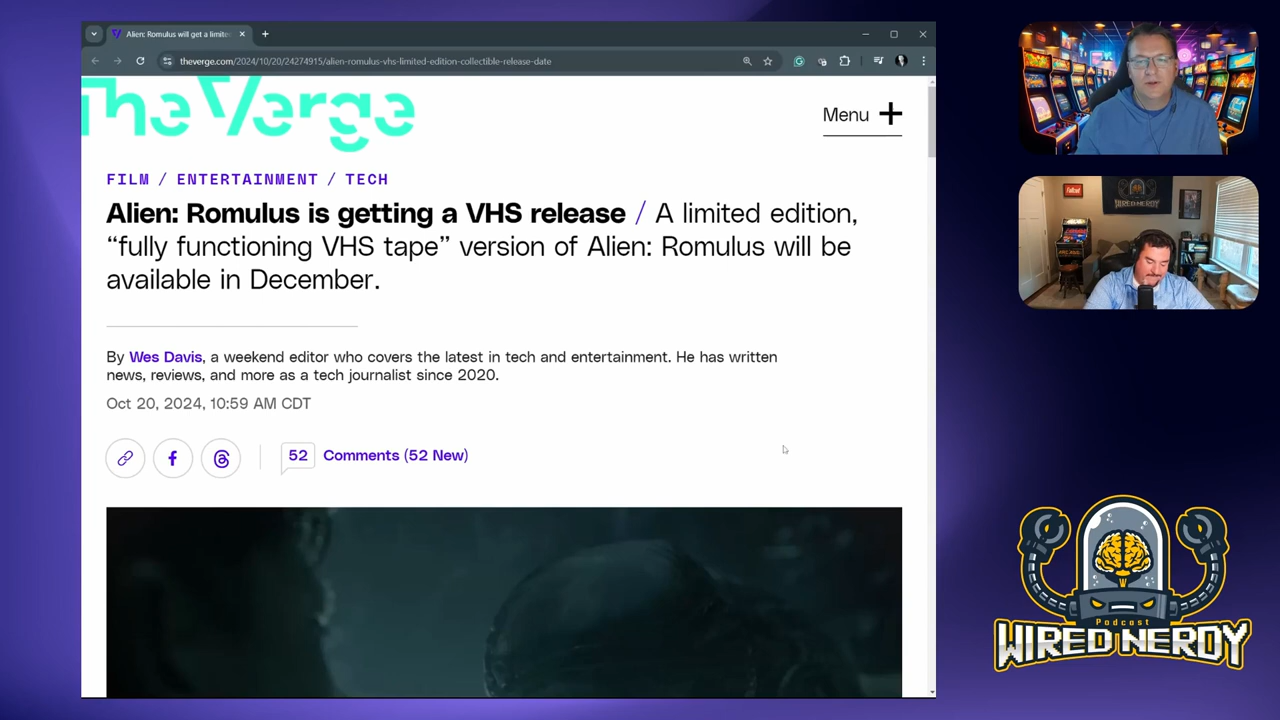 Alien: Romulus will get a limite
theverge.com/2024/10/20/24274915/alien-romulus-vhs-limited-edition-collectible-release-date
The Verge
Menu
FILM / ENTERTAINMENT / TECH
Alien: Romulus is getting a VHS release / A limited edition,
“fully functioning VHS tape” version of Alien: Romulus will be
available in December.
By Wes Davis, a weekend editor who covers the latest in tech and entertainment. He has written
news, reviews, and more as a tech journalist since 2020.
Oct 20, 2024, 10:59 AM CDT
52 Comments (52 New)
Fallout
WIRED NERDY
Podcast
WIRED NERDY